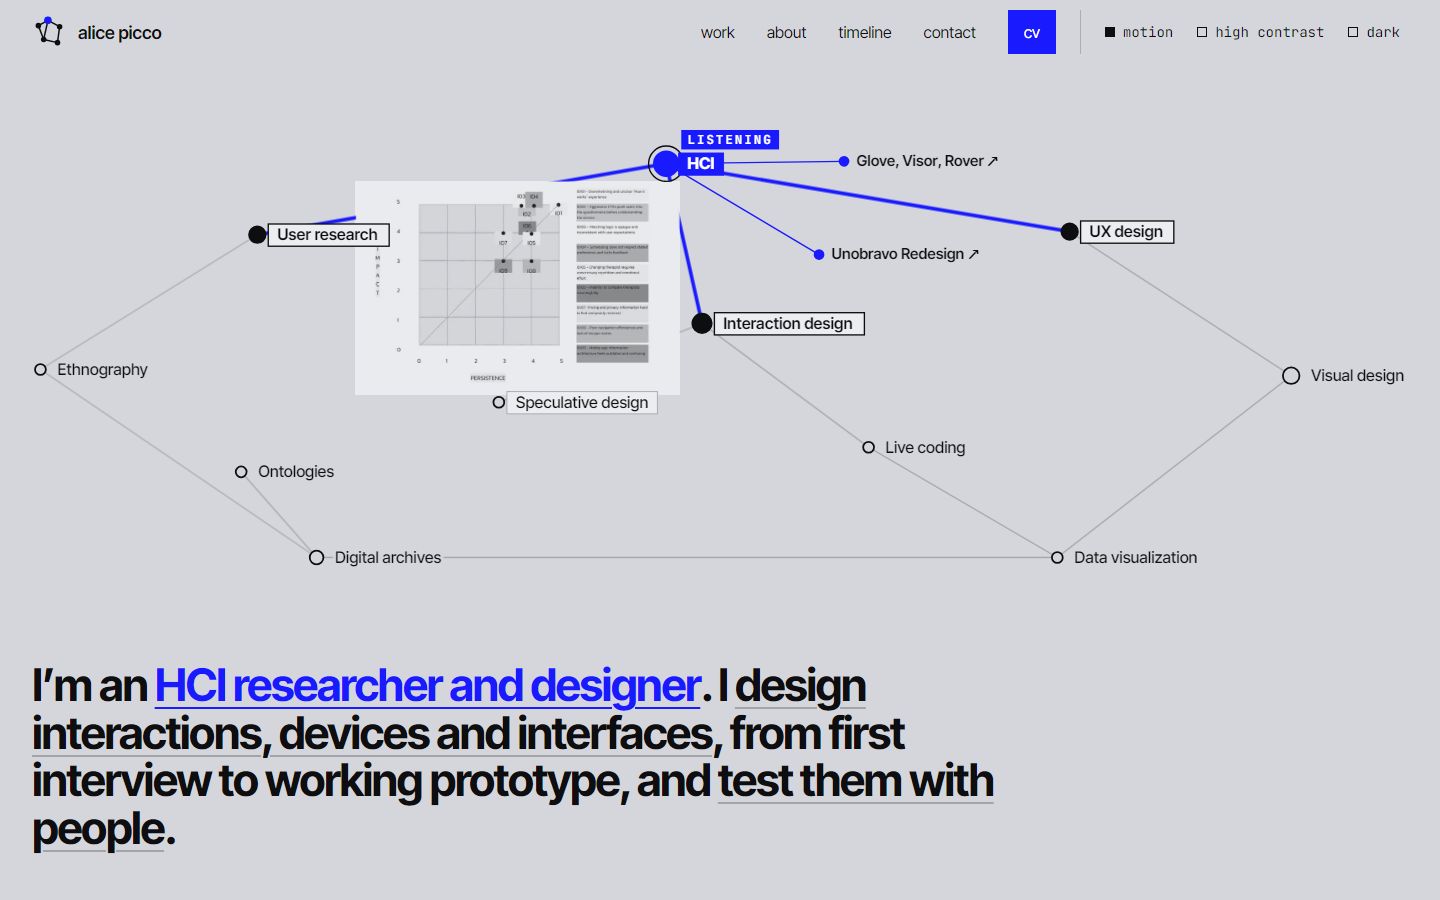 alice picco
work
about
timeline
contact
CV
motion
high contrast
dark
LISTENING
HCI
Glove, Visor, Rover ↗
User research
UX design
Unobravo Redesign ↗
Interaction design
Ethnography
Visual design
PERSISTENCE
Speculative design
Live coding
Ontologies
Digital archives
Data visualization
I’m an HCI researcher and designer. I design
interactions, devices and interfaces, from first
interview to working prototype, and test them with
people.